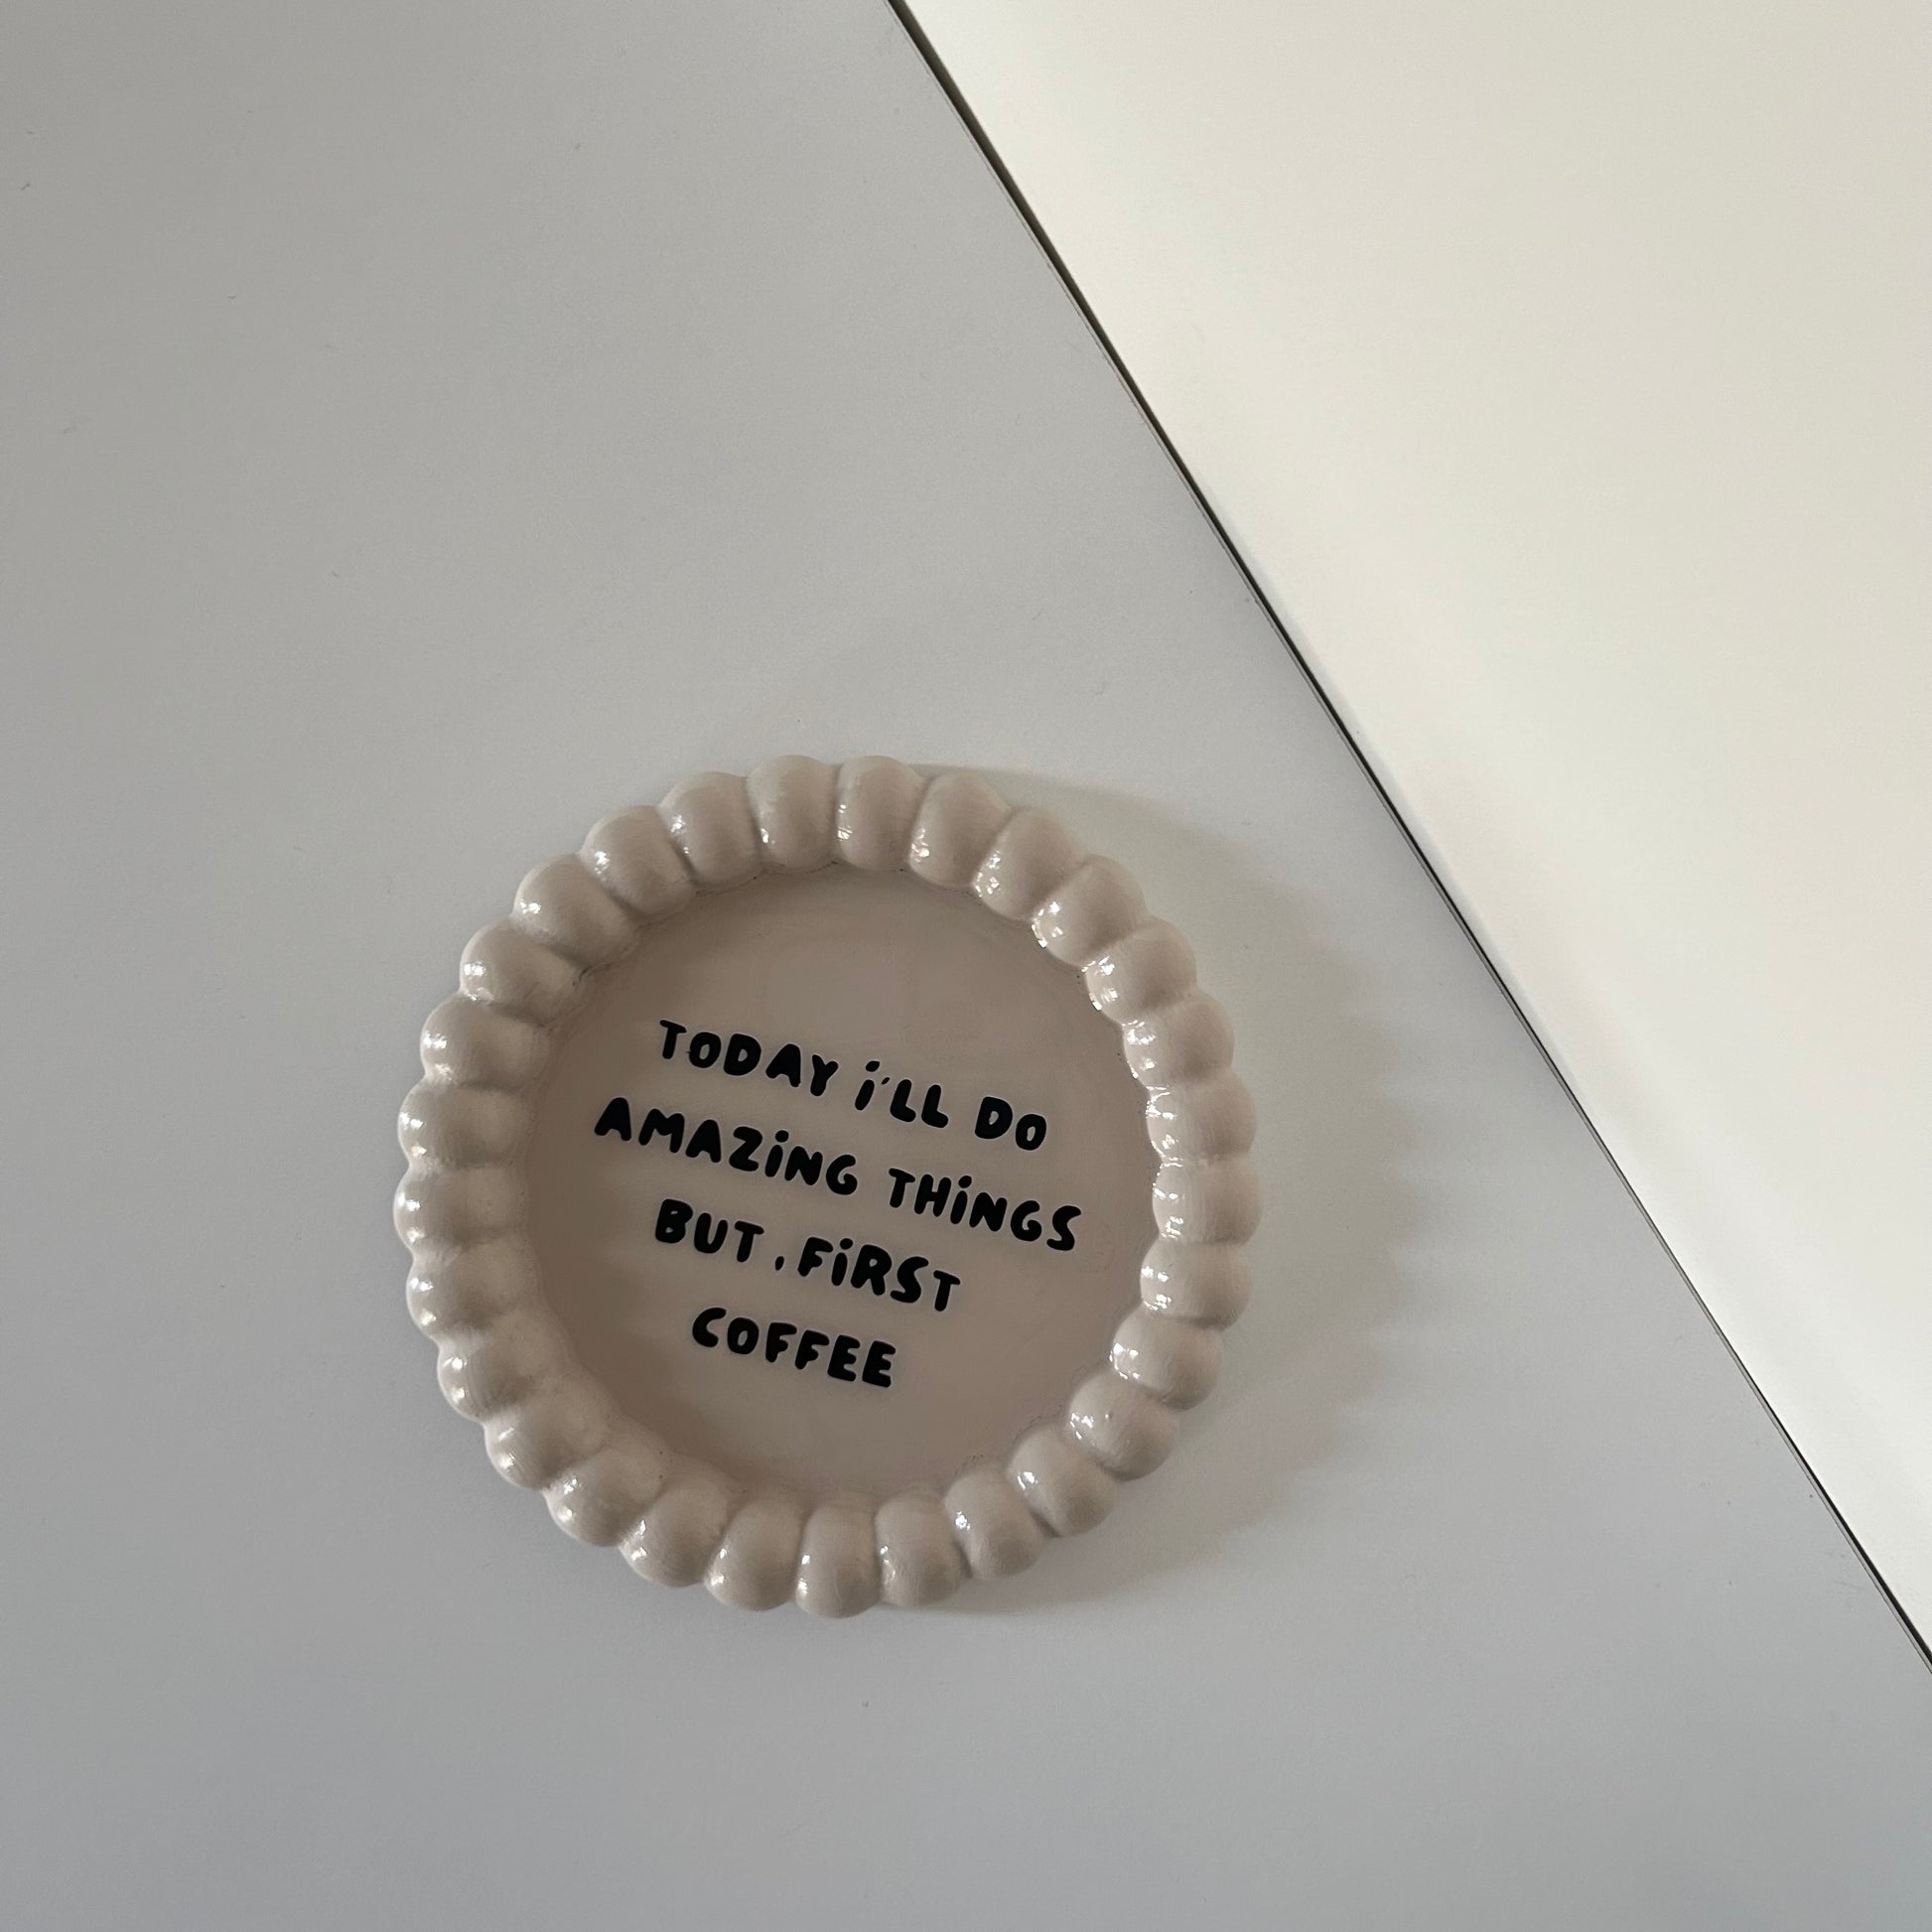 TODAY i'LL DO
AMAZiNG THiNGS
BUT, FiRST
COFFEE